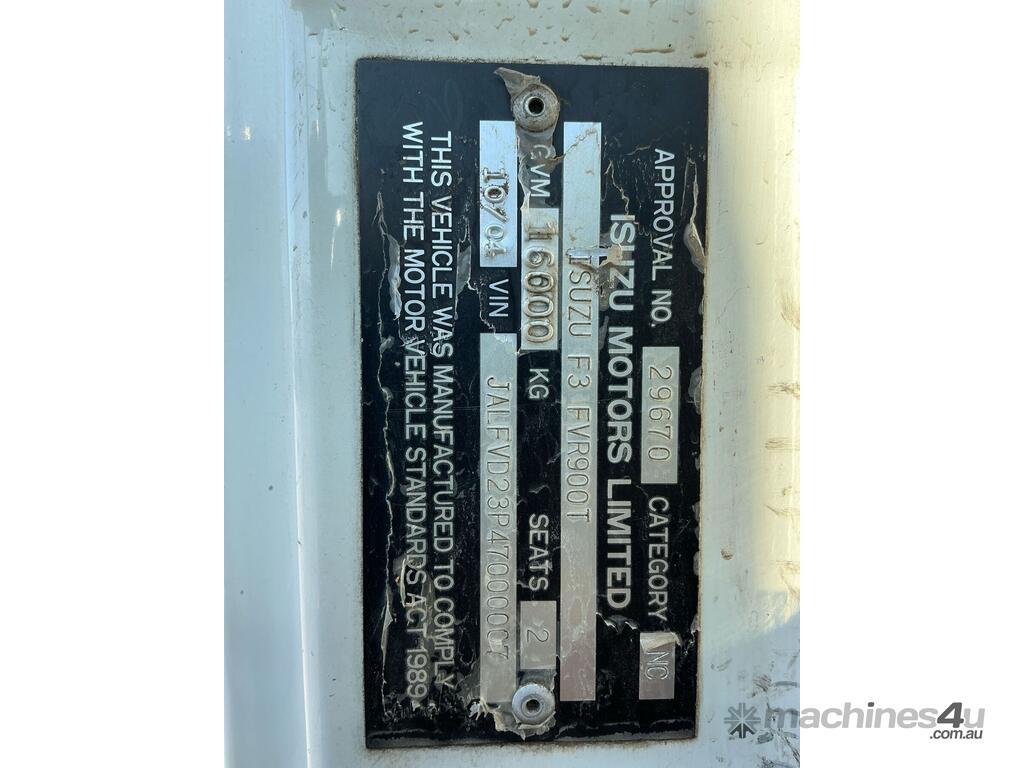 APPROVAL NO. 29670 CATEGORY NC
ISUZU MOTORS LIMITED
ISUZU F3 FVR900T
GVM 16000 KG SEATS 2
10/04 VIN JALFVD23P470000C7
THIS VEHICLE WAS MANUFACTURED TO COMPLY
WITH THE MOTOR VEHICLE STANDARDS ACT 1989
machines4u
.com.au